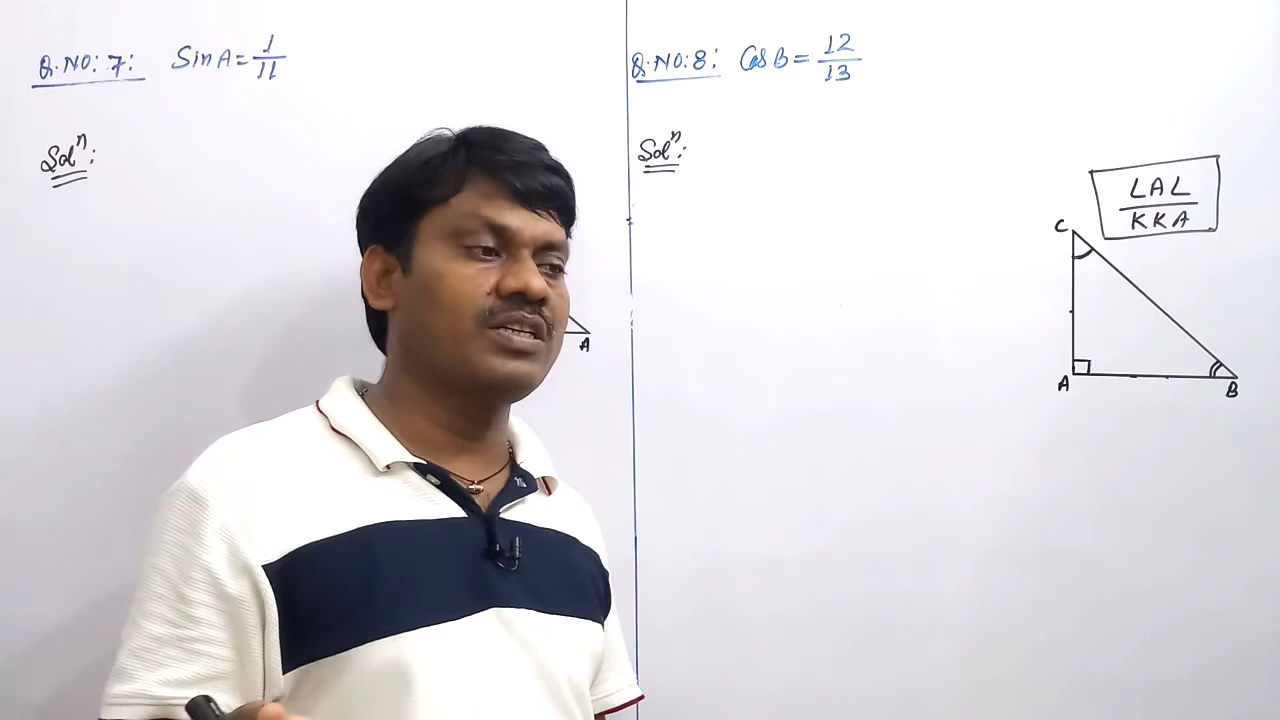 Q.NO: 7: Sin A = 1/11
Solⁿ:
A
Q.NO: 8: Cos B = 12/13
Solⁿ:
LAL
KKA
C
A
B